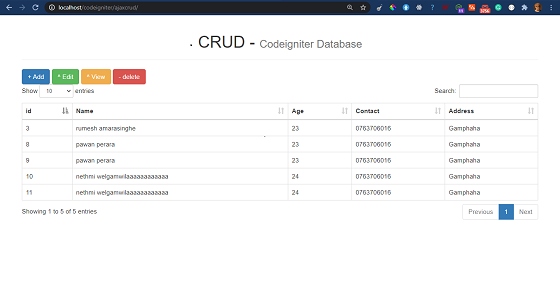 localhost/codeigniter/ajaxcrud/
CRUD - Codeigniter Database
+ Add
* Edit
* View
- delete
Show 10 entries
Search:
id Name Age Contact Address
3 rumesh amarasinghe 23 0763706016 Gamphaha
8 pawan perara 23 0763706016 Gamphaha
9 pawan perara 23 0763706016 Gamphaha
10 nethmi welgamwilaaaaaaaaaaaaa 24 0763706016 Gamphaha
11 nethmi welgamwilaaaaaaaaaaaaa 24 0763706016 Gamphaha
Showing 1 to 5 of 5 entries
Previous 1 Next